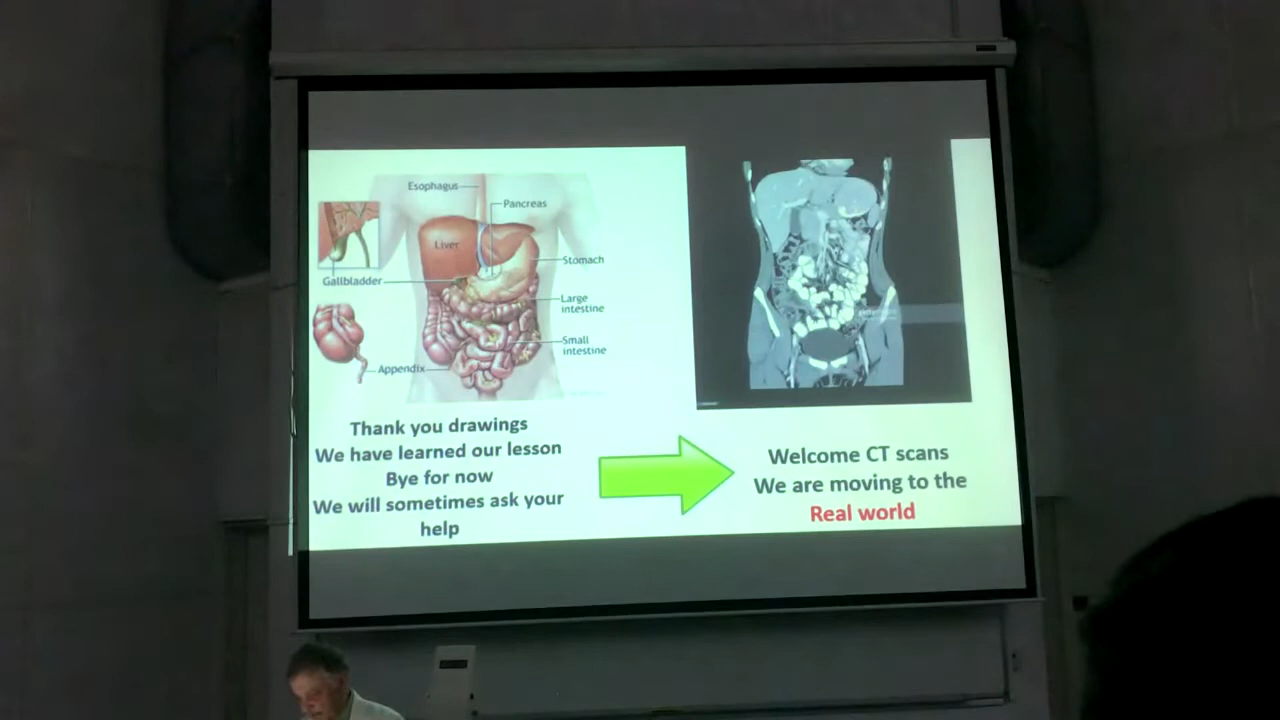 Esophagus
Pancreas
Liver
Stomach
Gallbladder
Large
intestine
Small
intestine
Appendix
Thank you drawings
We have learned our lesson
Bye for now
We will sometimes ask your
help
Welcome CT scans
We are moving to the
Real world